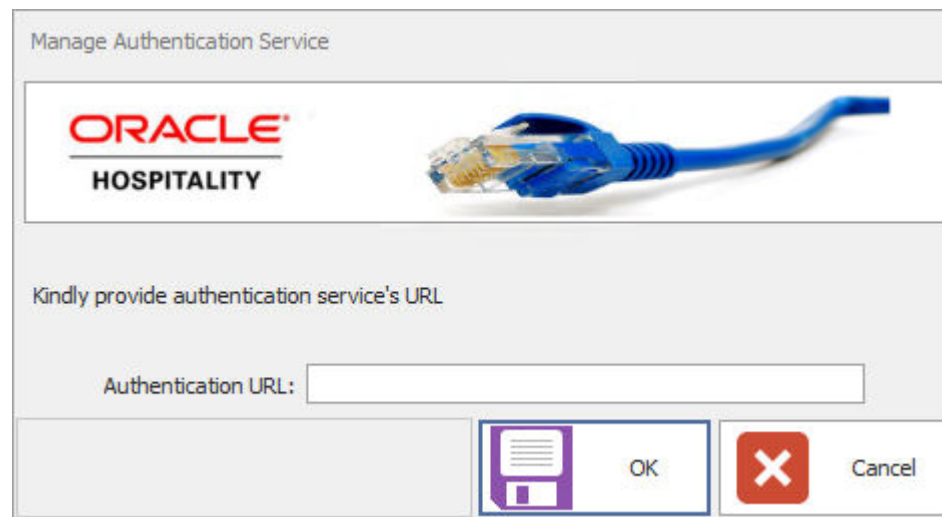 Manage Authentication Service
ORACLE
HOSPITALITY
Kindly provide authentication service's URL
Authentication URL:
OK
Cancel